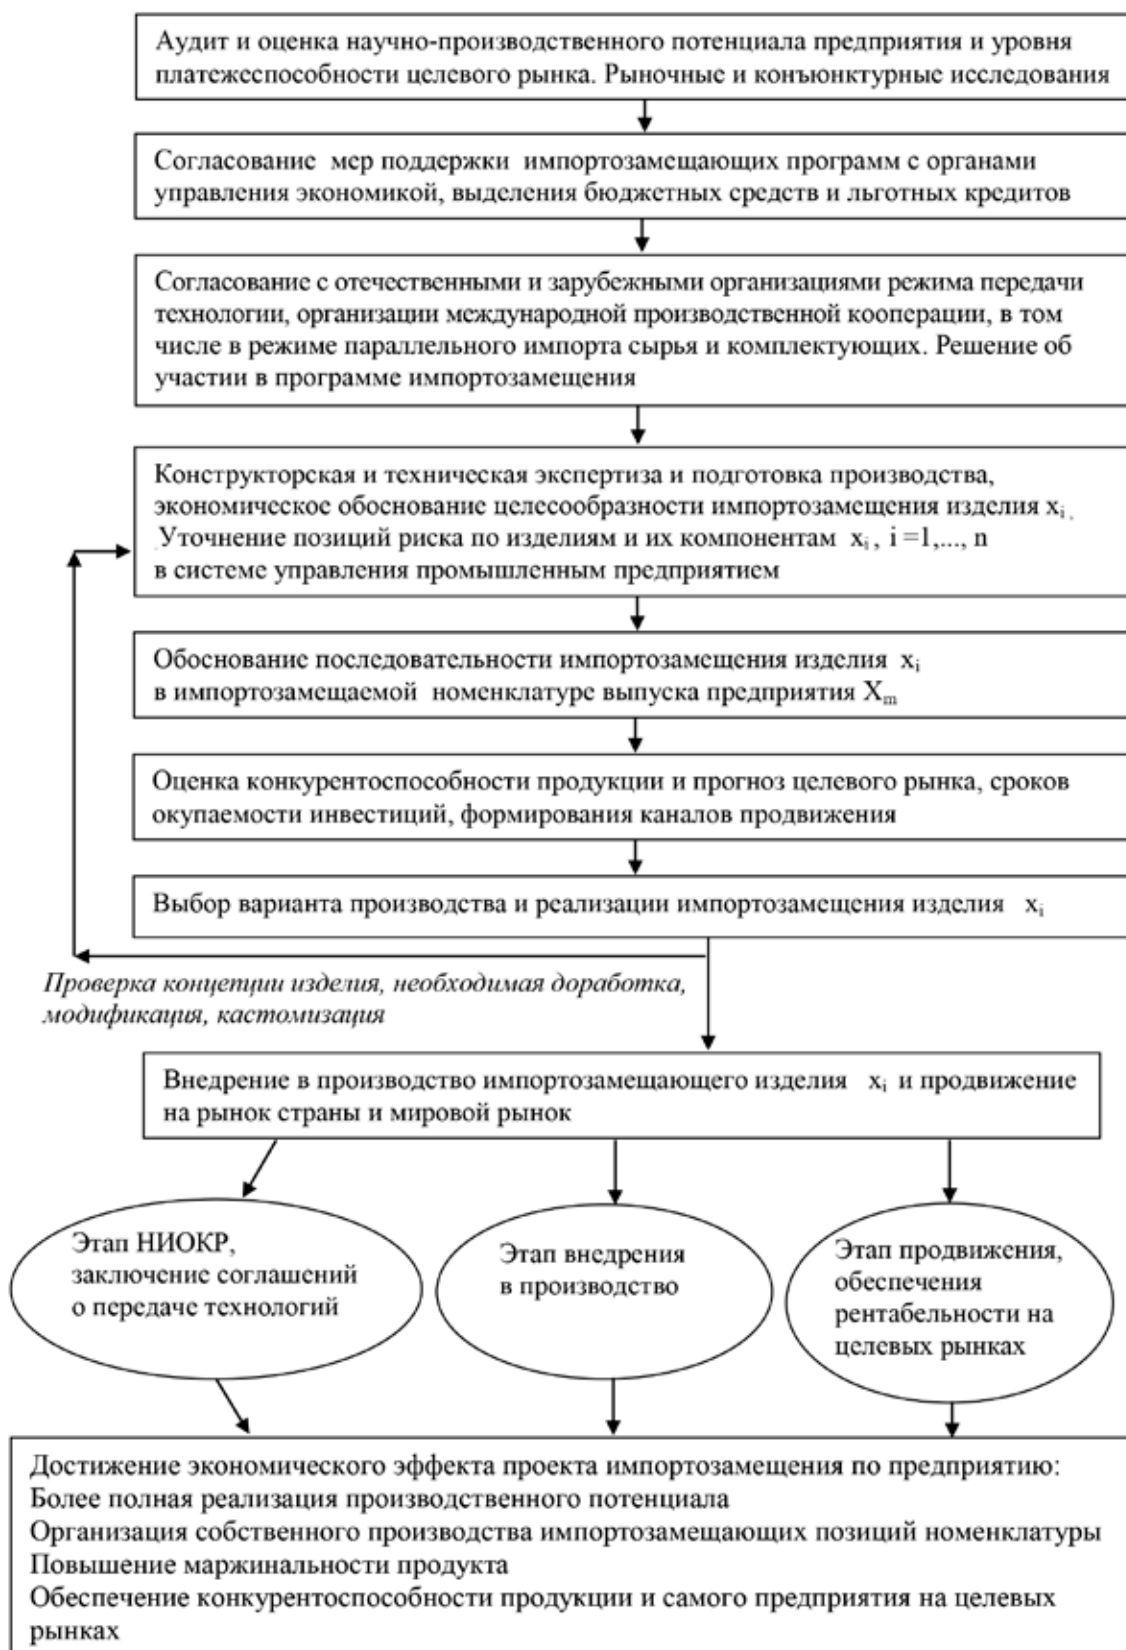 Аудит и оценка научно-производственного потенциала предприятия и уровня
платежеспособности целевого рынка. Рыночные и конъюнктурные исследования
Согласование мер поддержки импортозамещающих программ с органами
управления экономикой, выделения бюджетных средств и льготных кредитов
Согласование с отечественными и зарубежными организациями режима передачи
технологии, организации международной производственной кооперации, в том
числе в режиме параллельного импорта сырья и комплектующих. Решение об
участии в программе импортозамещения
Конструкторская и техническая экспертиза и подготовка производства,
экономическое обоснование целесообразности импортозамещения изделия xᵢ .
Уточнение позиций риска по изделиям и их компонентам xᵢ , i =1,..., n
в системе управления промышленным предприятием
Обоснование последовательности импортозамещения изделия xᵢ
в импортозамещаемой номенклатуре выпуска предприятия Xₘ
Оценка конкурентоспособности продукции и прогноз целевого рынка, сроков
окупаемости инвестиций, формирования каналов продвижения
Выбор варианта производства и реализации импортозамещения изделия xᵢ
Проверка концепции изделия, необходимая доработка,
модификация, кастомизация
Внедрение в производство импортозамещающего изделия xᵢ и продвижение
на рынок страны и мировой рынок
Этап НИОКР,
заключение соглашений
о передаче технологий
Этап внедрения
в производство
Этап продвижения,
обеспечения
рентабельности на
целевых рынках
Достижение экономического эффекта проекта импортозамещения по предприятию:
Более полная реализация производственного потенциала
Организация собственного производства импортозамещающих позиций номенклатуры
Повышение маржинальности продукта
Обеспечение конкурентоспособности продукции и самого предприятия на целевых
рынках